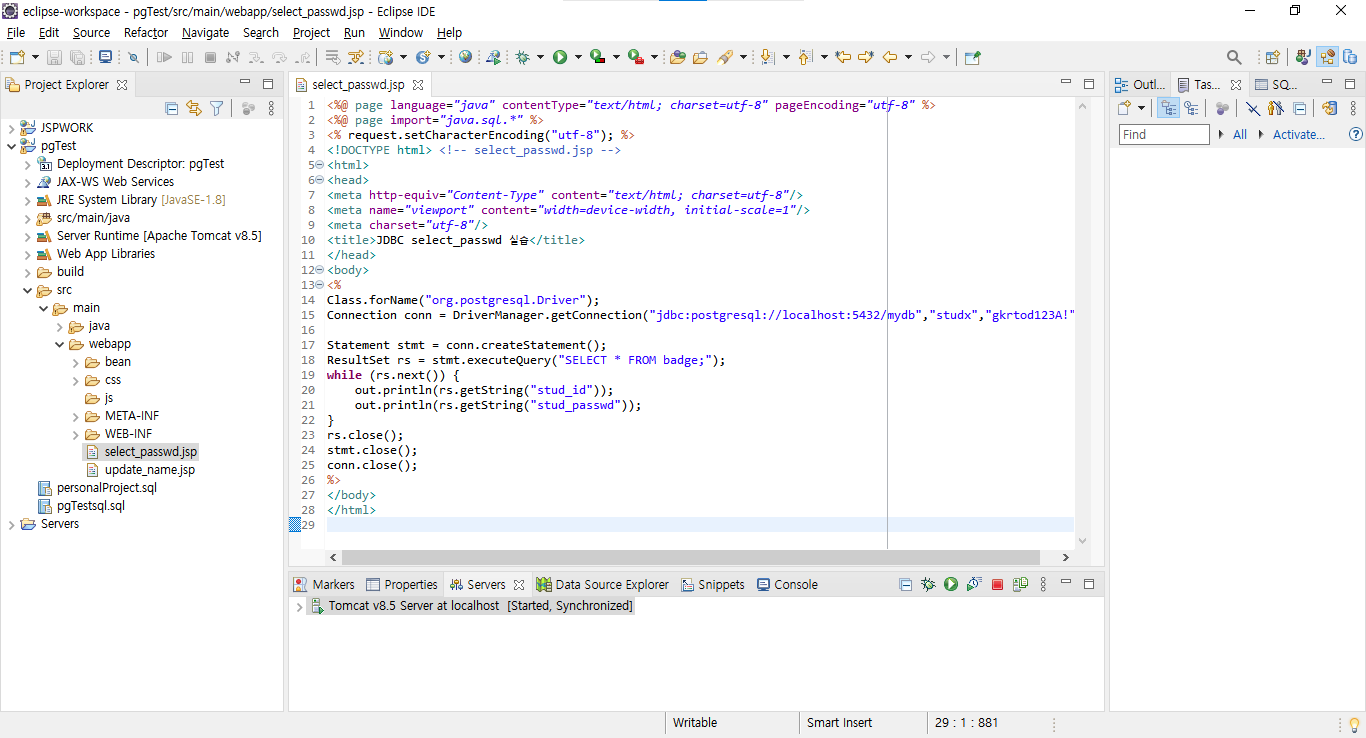 eclipse-workspace - pgTest/src/main/webapp/select_passwd.jsp - Eclipse IDE
File Edit Source Refactor Navigate Search Project Run Window Help
Project Explorer
JSPWORK
pgTest
Deployment Descriptor: pgTest
JAX-WS Web Services
JRE System Library [JavaSE-1.8]
src/main/java
Server Runtime [Apache Tomcat v8.5]
Web App Libraries
build
src
main
java
webapp
bean
css
js
META-INF
WEB-INF
select_passwd.jsp
update_name.jsp
personalProject.sql
pgTestsql.sql
Servers
select_passwd.jsp
1 <%@ page language="java" contentType="text/html; charset=utf-8" pageEncoding="utf-8" %>
2 <%@ page import="java.sql.*" %>
3 <% request.setCharacterEncoding("utf-8"); %>
4 <!DOCTYPE html> <!-- select_passwd.jsp -->
5 <html>
6 <head>
7 <meta http-equiv="Content-Type" content="text/html; charset=utf-8"/>
8 <meta name="viewport" content="width=device-width, initial-scale=1"/>
9 <meta charset="utf-8"/>
10 <title>JDBC select_passwd 실습</title>
11 </head>
12 <body>
13 <%
14 Class.forName("org.postgresql.Driver");
15 Connection conn = DriverManager.getConnection("jdbc:postgresql://localhost:5432/mydb","studx","gkrtod123A!"
16
17 Statement stmt = conn.createStatement();
18 ResultSet rs = stmt.executeQuery("SELECT * FROM badge;");
19 while (rs.next()) {
20 out.println(rs.getString("stud_id"));
21 out.println(rs.getString("stud_passwd"));
22 }
23 rs.close();
24 stmt.close();
25 conn.close();
26 %>
27 </body>
28 </html>
29
Outl... Tas... SQ...
Find All Activate...
Markers Properties Servers Data Source Explorer Snippets Console
Tomcat v8.5 Server at localhost [Started, Synchronized]
Writable Smart Insert 29 : 1 : 881